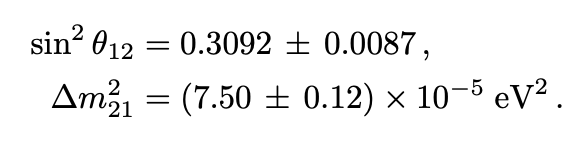 sin² θ₁₂ = 0.3092 ± 0.0087 ,
Δm²₂₁ = (7.50 ± 0.12) × 10⁻⁵ eV² .